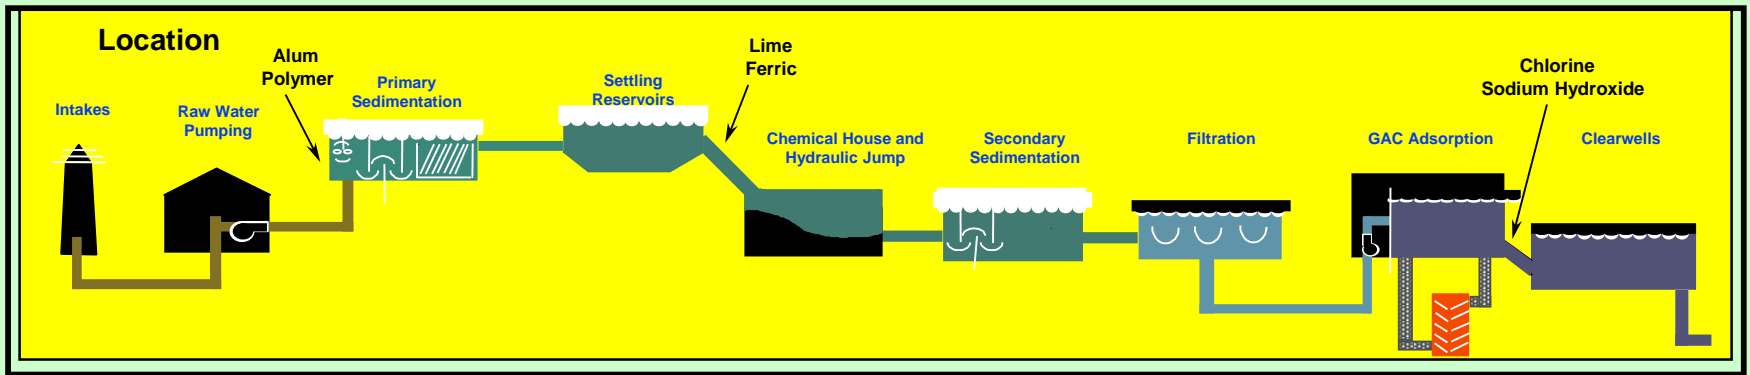 Location
Intakes
Raw Water
Pumping
Alum
Polymer
Primary
Sedimentation
Settling
Reservoirs
Lime
Ferric
Chemical House and
Hydraulic Jump
Secondary
Sedimentation
Filtration
GAC Adsorption
Chlorine
Sodium Hydroxide
Clearwells